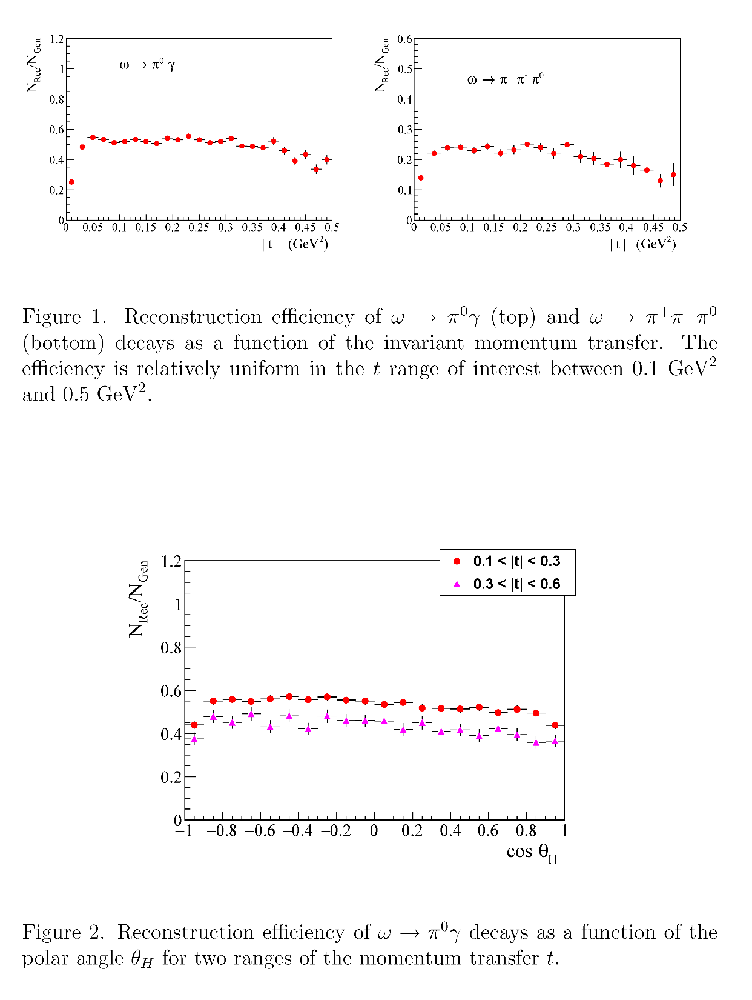 N_Rec/N_Gen
1.2
1
0.8
0.6
0.4
0.2
0
ω → π⁰ γ
0 0.05 0.1 0.15 0.2 0.25 0.3 0.35 0.4 0.45 0.5
| t | (GeV²)
N_Rec/N_Gen
0.6
0.5
0.4
0.3
0.2
0.1
0
ω → π⁺ π⁻ π⁰
0 0.05 0.1 0.15 0.2 0.25 0.3 0.35 0.4 0.45 0.5
| t | (GeV²)
Figure 1. Reconstruction efficiency of ω → π⁰γ (top) and ω → π⁺π⁻π⁰
(bottom) decays as a function of the invariant momentum transfer. The
efficiency is relatively uniform in the t range of interest between 0.1 GeV²
and 0.5 GeV².
N_Rec/N_Gen
1.2
1
0.8
0.6
0.4
0.2
0
0.1 < |t| < 0.3
0.3 < |t| < 0.6
−1 −0.8 −0.6 −0.4 −0.2 0 0.2 0.4 0.6 0.8 1
cos θ_H
Figure 2. Reconstruction efficiency of ω → π⁰γ decays as a function of the
polar angle θ_H for two ranges of the momentum transfer t.